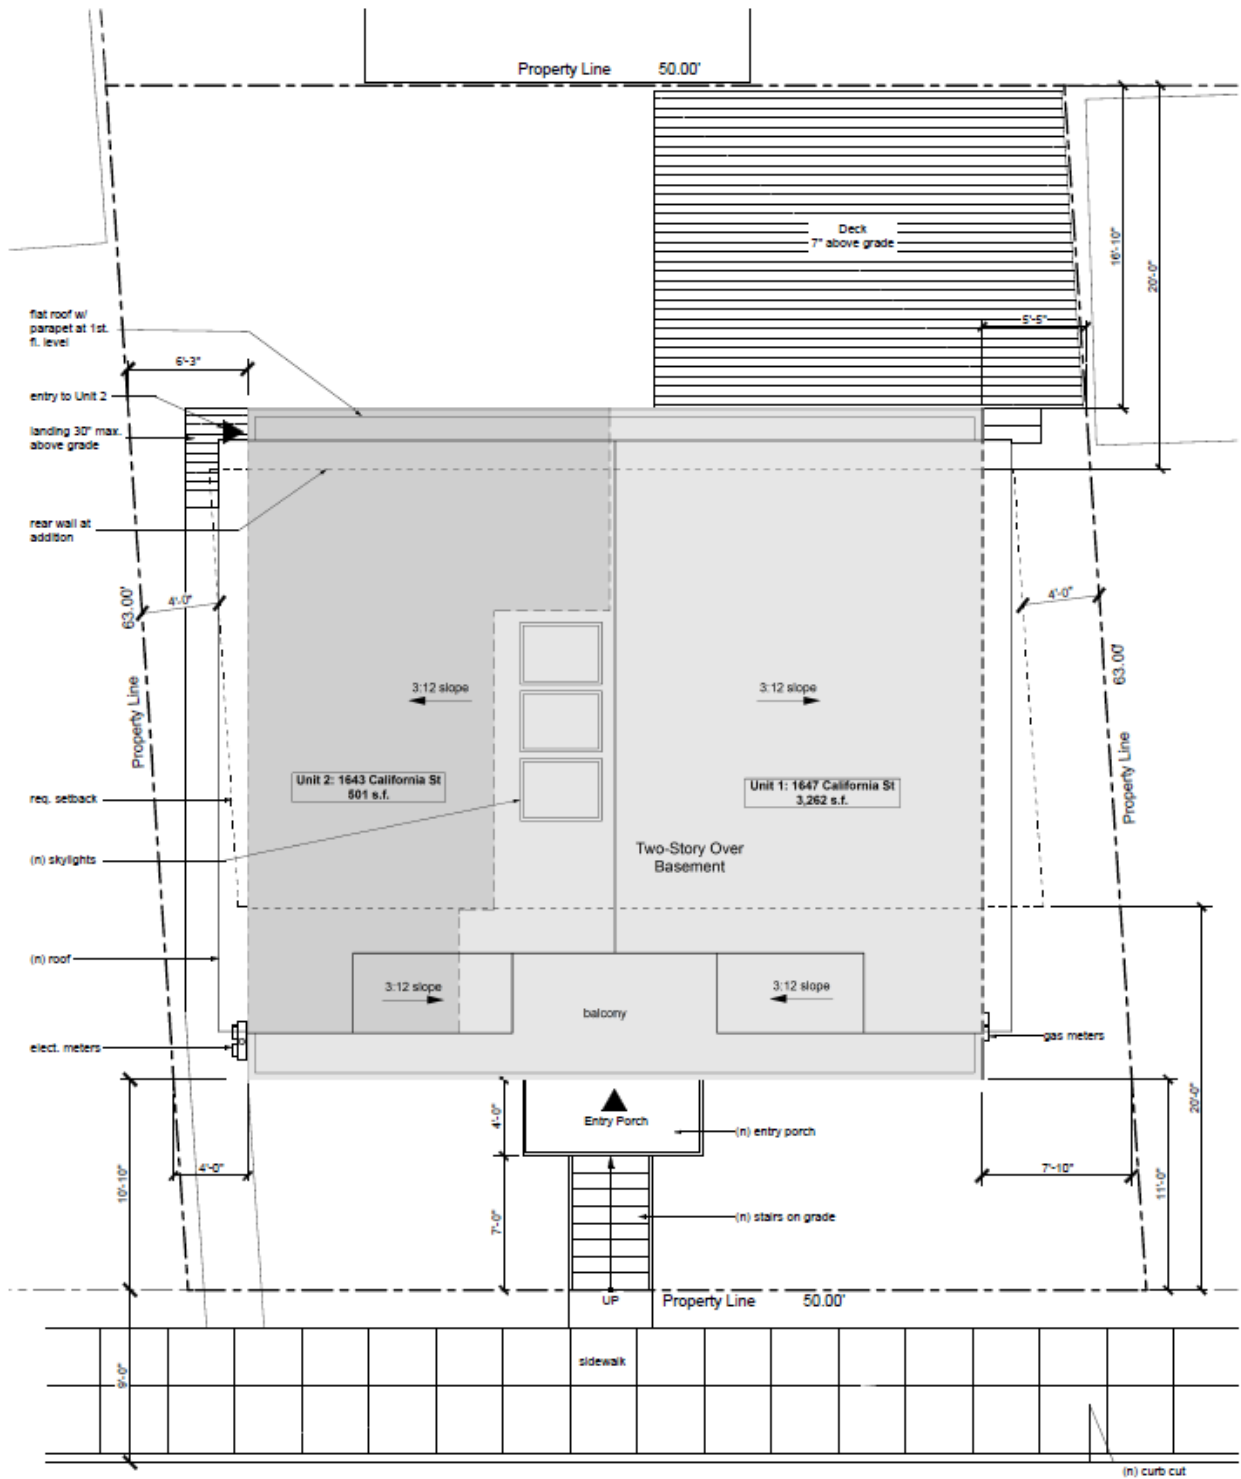 Property Line 50.00'
Deck
7" above grade
16'-10"
20'-0"
5'-5"
flat roof w/
parapet at 1st.
fl. level
6'-3"
entry to Unit 2
landing 30" max.
above grade
rear wall at
addition
63.00'
4'-0"
4'-0"
63.00'
Property Line
Property Line
3:12 slope
3:12 slope
Unit 2: 1643 California St
501 s.f.
Unit 1: 1647 California St
3,262 s.f.
req. setback
Two-Story Over
Basement
(n) skylights
(n) roof
3:12 slope
3:12 slope
balcony
elect. meters
gas meters
4'-0"
Entry Porch
(n) entry porch
20'-0"
10'-10"
4'-0"
7'-10"
11'-0"
7'-0"
(n) stairs on grade
UP
Property Line 50.00'
sidewalk
9'-0"
(n) curb cut